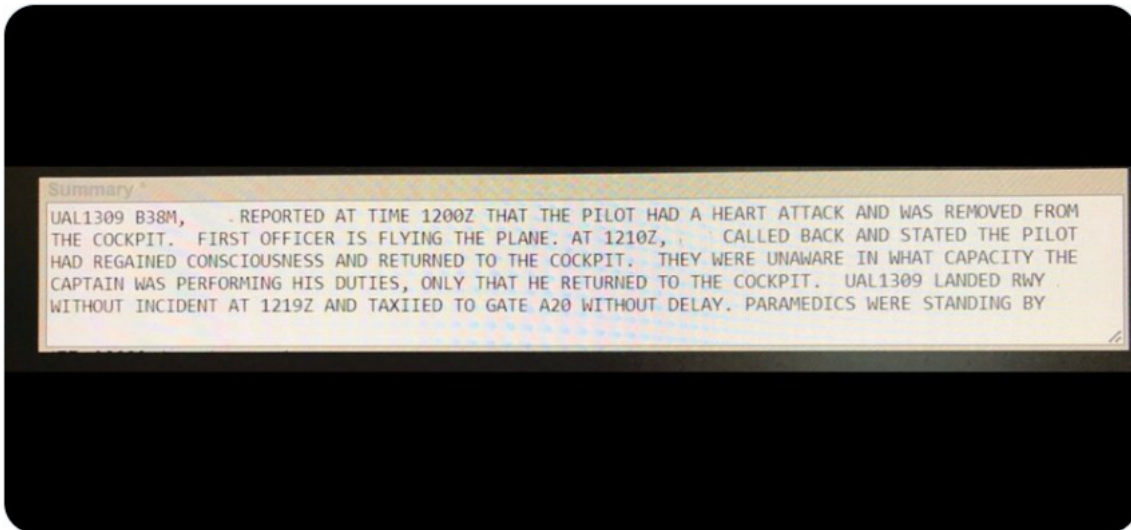 Summary *
UAL1309 B38M, REPORTED AT TIME 1200Z THAT THE PILOT HAD A HEART ATTACK AND WAS REMOVED FROM
THE COCKPIT. FIRST OFFICER IS FLYING THE PLANE. AT 1210Z, CALLED BACK AND STATED THE PILOT
HAD REGAINED CONSCIOUSNESS AND RETURNED TO THE COCKPIT. THEY WERE UNAWARE IN WHAT CAPACITY THE
CAPTAIN WAS PERFORMING HIS DUTIES, ONLY THAT HE RETURNED TO THE COCKPIT. UAL1309 LANDED RWY
WITHOUT INCIDENT AT 1219Z AND TAXIIED TO GATE A20 WITHOUT DELAY. PARAMEDICS WERE STANDING BY